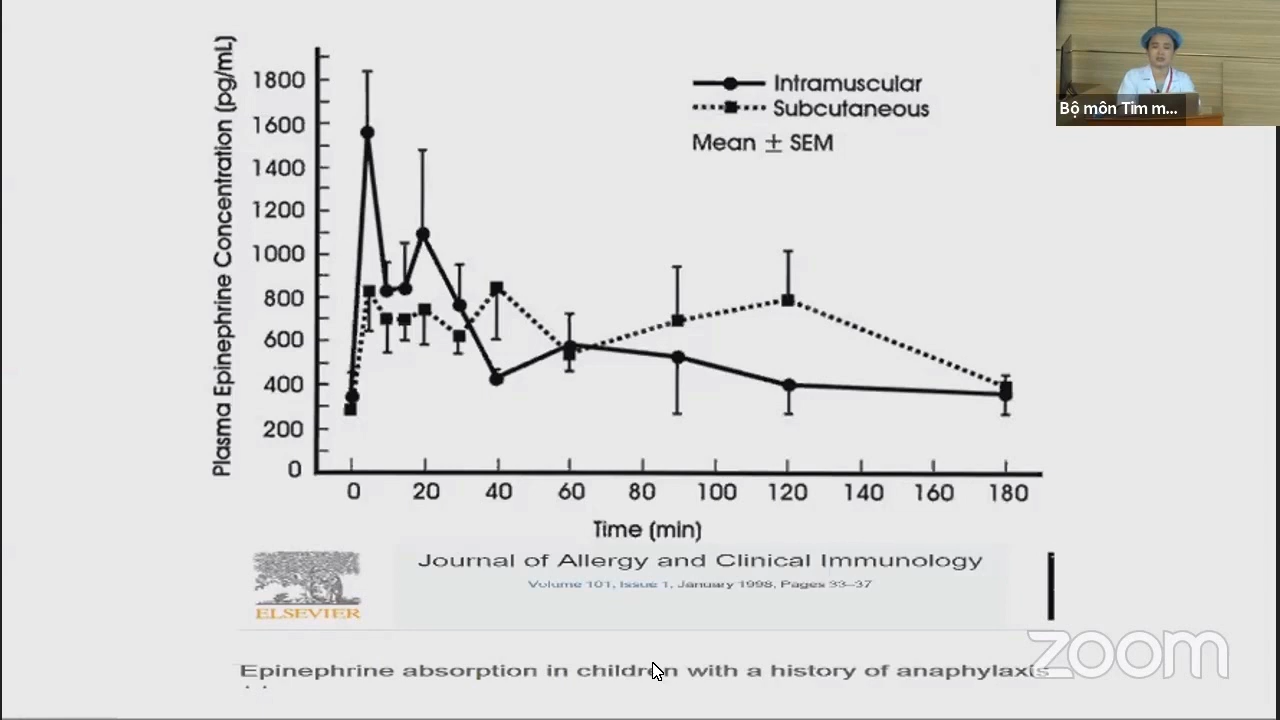 Plasma Epinephrine Concentration (pg/mL)
1800
1600
1400
1200
1000
800
600
400
200
0
Intramuscular
Subcutaneous
Mean ± SEM
0 20 40 60 80 100 120 140 160 180
Time (min)
Journal of Allergy and Clinical Immunology
Volume 101, Issue 1, January 1998, Pages 33–37
ELSEVIER
Epinephrine absorption in children with a history of anaphylaxis
Bộ môn Tim m...
zoom